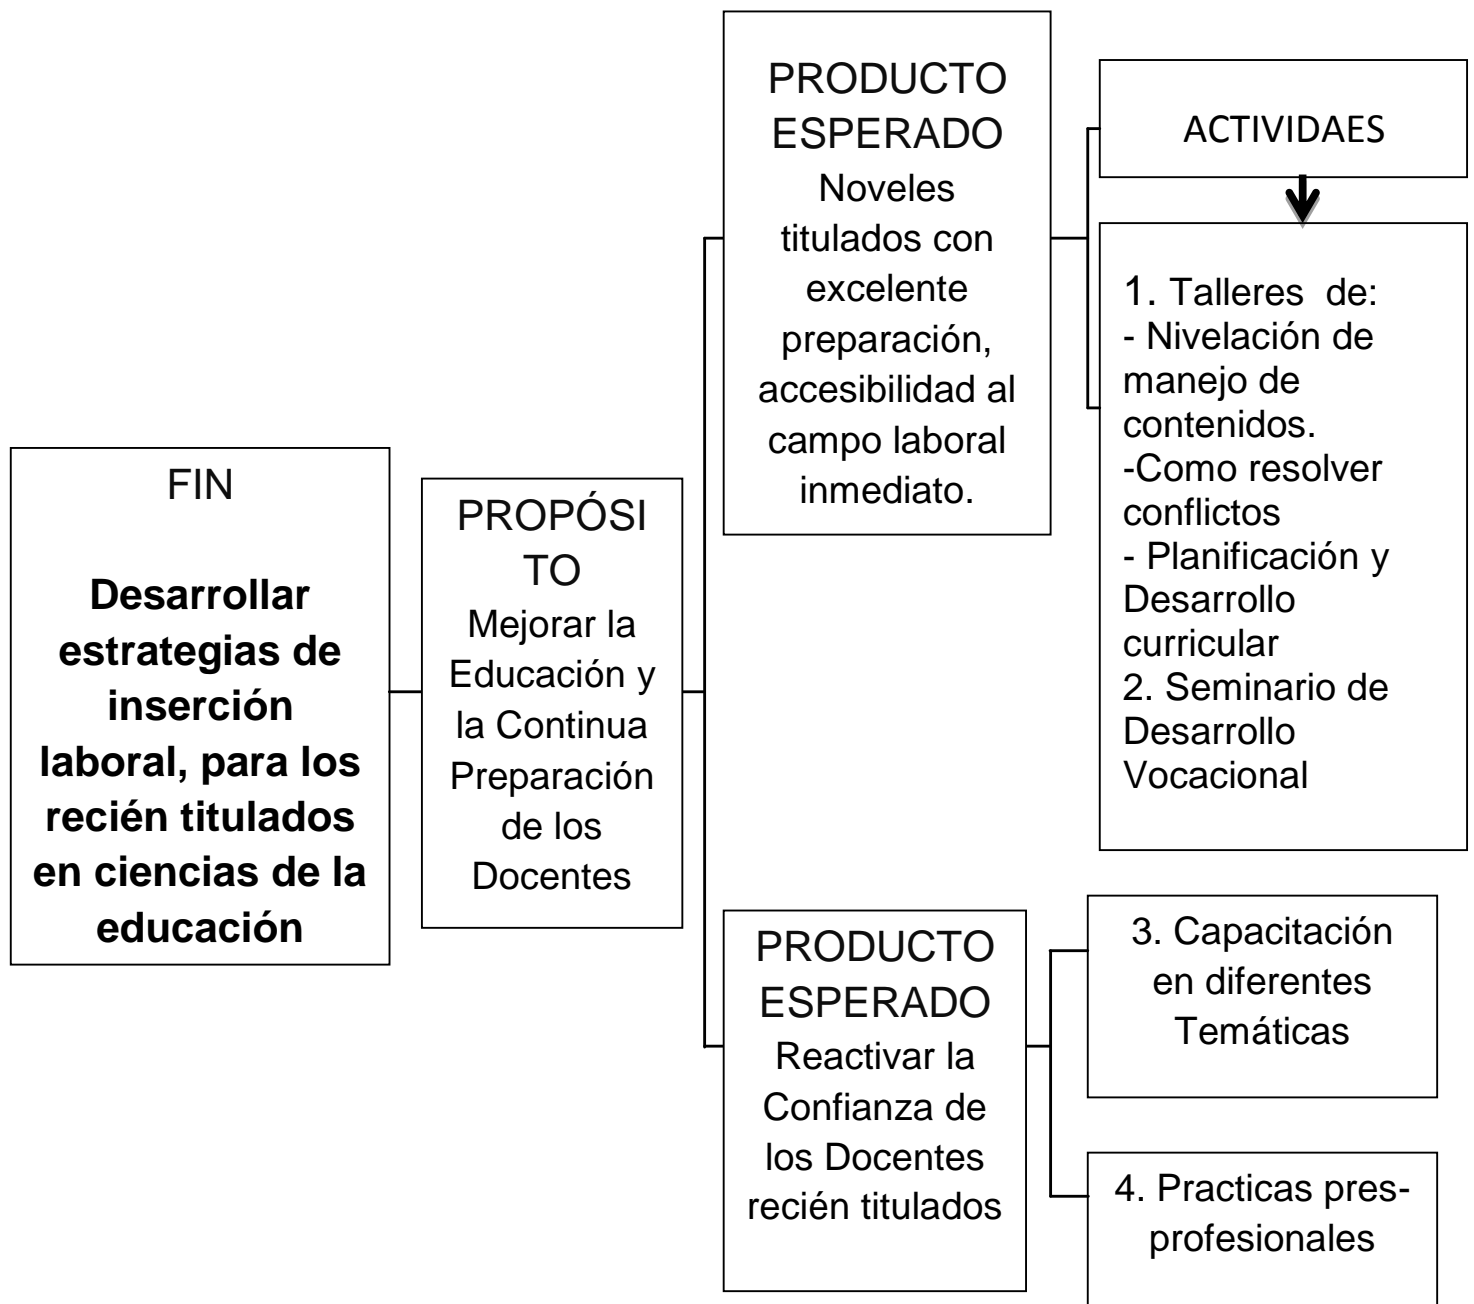 FIN
Desarrollar
estrategias de
inserción
laboral, para los
recién titulados
en ciencias de la
educación
PROPÓSI
TO
Mejorar la
Educación y
la Continua
Preparación
de los
Docentes
PRODUCTO
ESPERADO
Noveles
titulados con
excelente
preparación,
accesibilidad al
campo laboral
inmediato.
ACTIVIDAES
1. Talleres  de:
- Nivelación de
manejo de
contenidos.
-Como resolver
conflictos
- Planificación y
Desarrollo
curricular
2. Seminario de
Desarrollo
Vocacional
PRODUCTO
ESPERADO
Reactivar la
Confianza de
los Docentes
recién titulados
3. Capacitación
en diferentes
Temáticas
4. Practicas pres-
profesionales